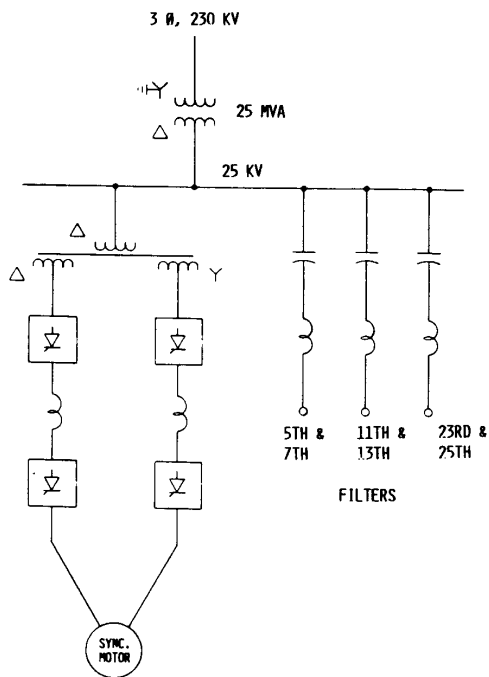 3 Ø, 230 KV
25 MVA
25 KV
5TH &
7TH
11TH &
13TH
23RD &
25TH
FILTERS
SYNC.
MOTOR